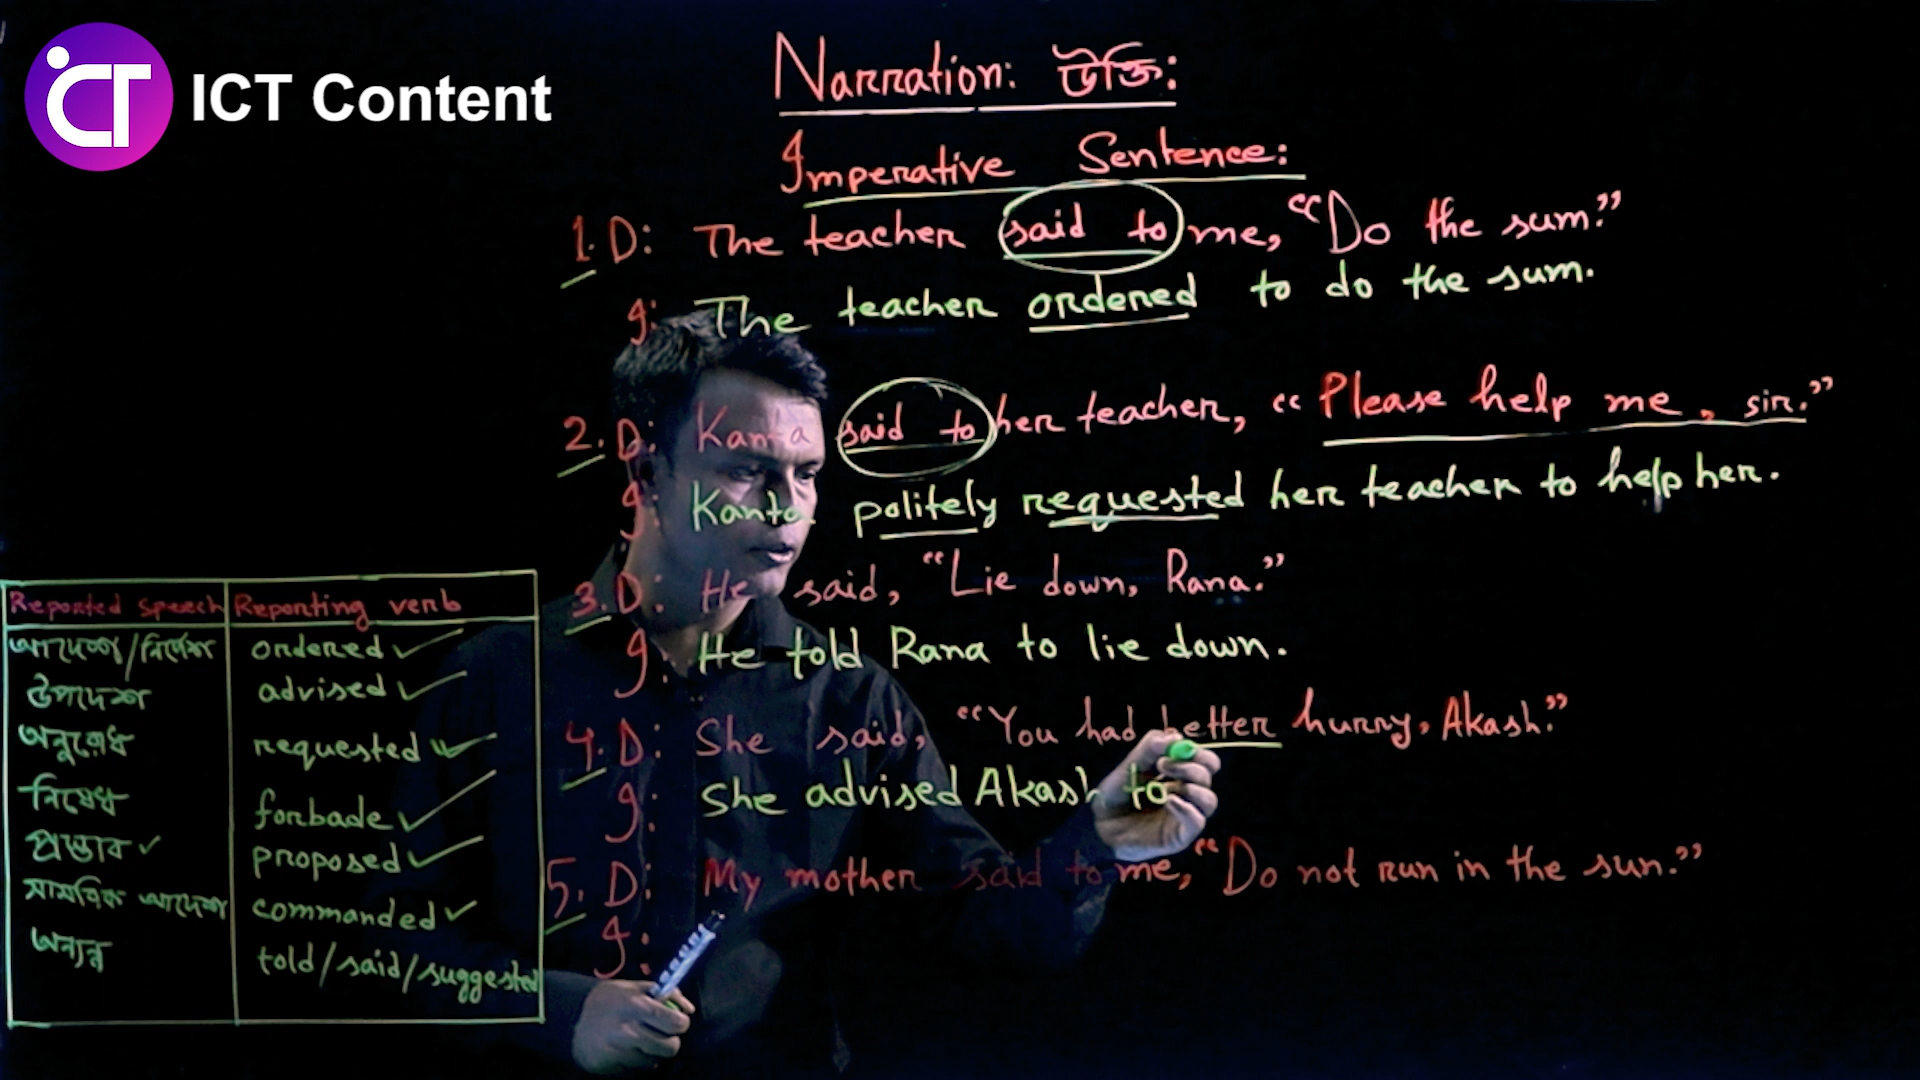 ICT Content
Narration: উক্তি:
Imperative Sentence:
1. D: The teacher said to me, “Do the sum.”
I: The teacher ordered to do the sum.
2. D: Kanta said to her teacher, “Please help me, sir.”
I: Kanta politely requested her teacher to help her.
3. D: He said, “Lie down, Rana.”
I: He told Rana to lie down.
4. D: She said, “You had better hurry, Akash.”
I: She advised Akash to
5. D: My mother said to me, “Do not run in the sun.”
I:
Reported speech Reporting verb
আদেশ/নির্দেশ ordered ✓
উপদেশ advised ✓
অনুরোধ requested ✓
নিষেধ forbade ✓
প্রস্তাব ✓ proposed ✓
সামরিক আদেশ commanded ✓
অন্যান্য told/said/suggested